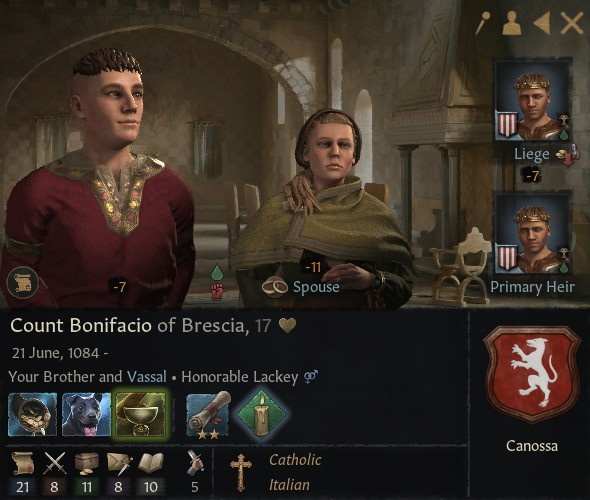 Liege
-7
-7
-11
Spouse
Primary Heir
Count Bonifacio of Brescia, 17
21 June, 1084 -
Your Brother and Vassal • Honorable Lackey
Canossa
21 8 11 8 10 5
Catholic
Italian